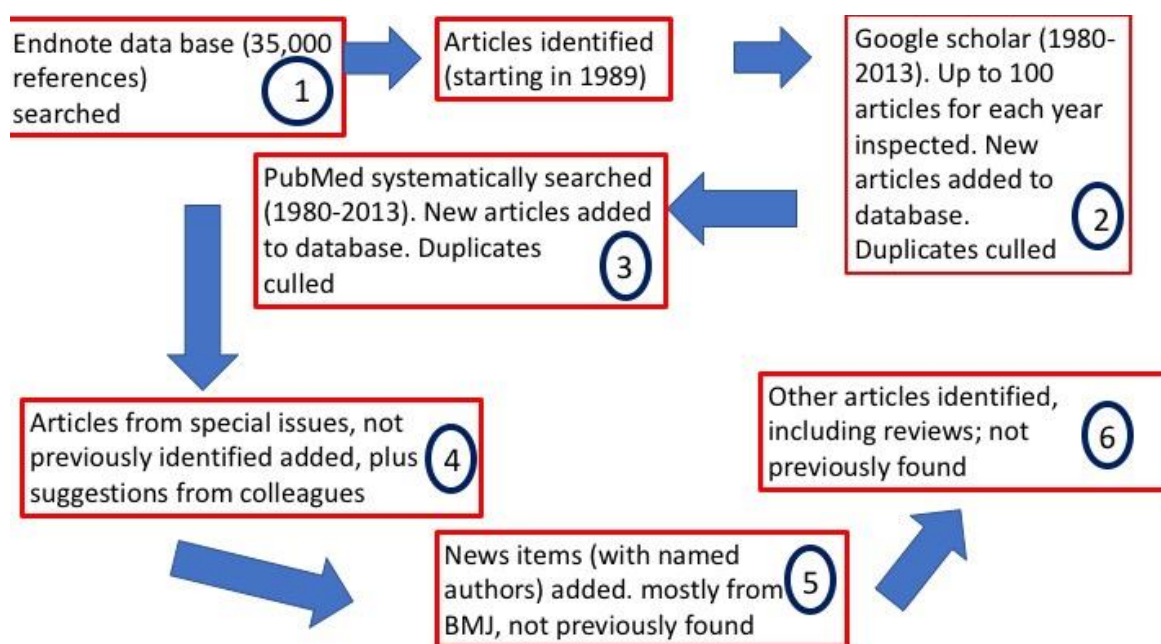 Endnote data base (35,000
references)
searched
1
Articles identified
(starting in 1989)
Google scholar (1980-
2013). Up to 100
articles for each year
inspected. New
articles added to
database.
Duplicates culled
2
PubMed systematically searched
(1980-2013). New articles added
to database. Duplicates
culled
3
Articles from special issues, not
previously identified added, plus
suggestions from colleagues
4
News items (with named
authors) added. mostly from
BMJ, not previously found
5
Other articles identified,
including reviews; not
previously found
6